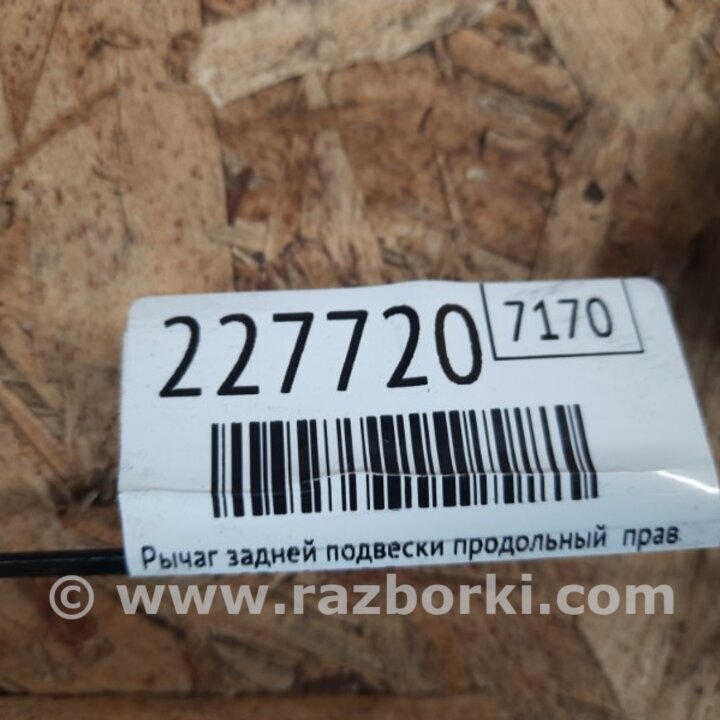 227720
7170
Рычаг задней подвески продольный прав.
© www.razborki.com